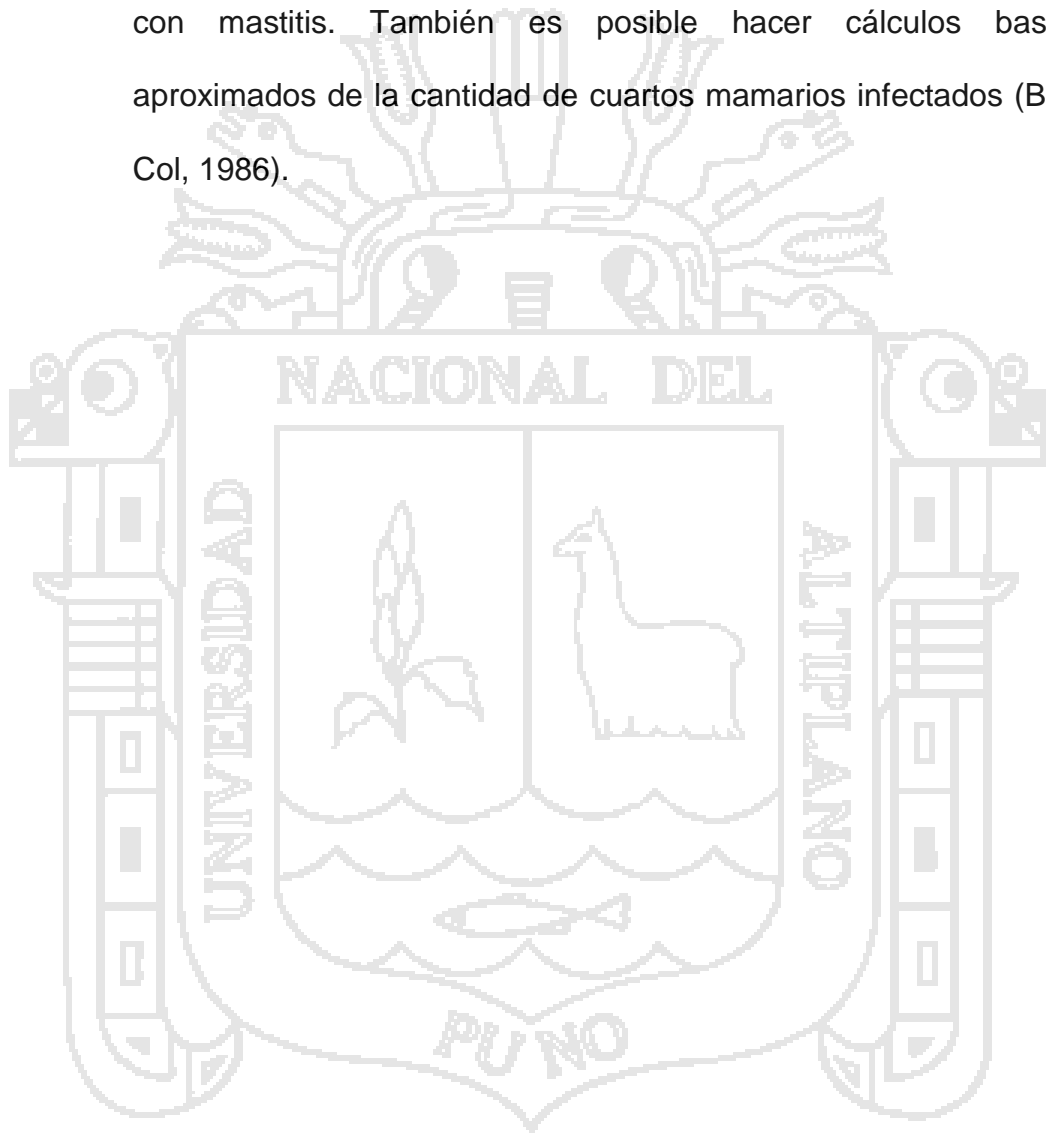 con mastitis. También es posible hacer cálculos bas
aproximados de la cantidad de cuartos mamarios infectados (B
Col, 1986).
NACIONAL DEL
UNIVERSIDAD
ALTIPLANO
PUNO